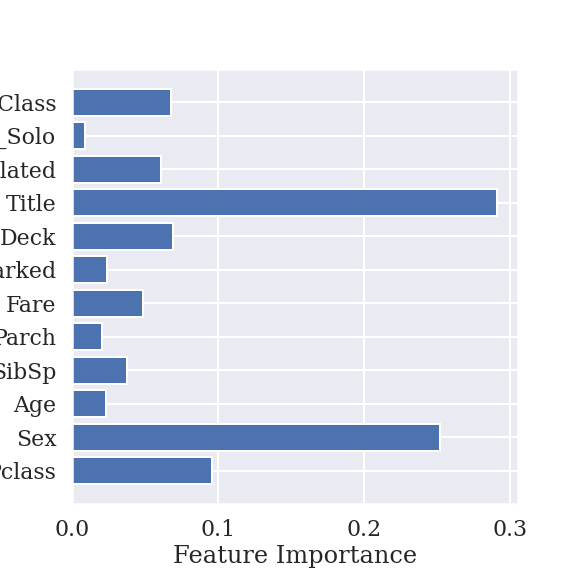 Class
_Solo
lated
Title
Deck
arked
Fare
Parch
SibSp
Age
Sex
Pclass
0.0 0.1 0.2 0.3
Feature Importance